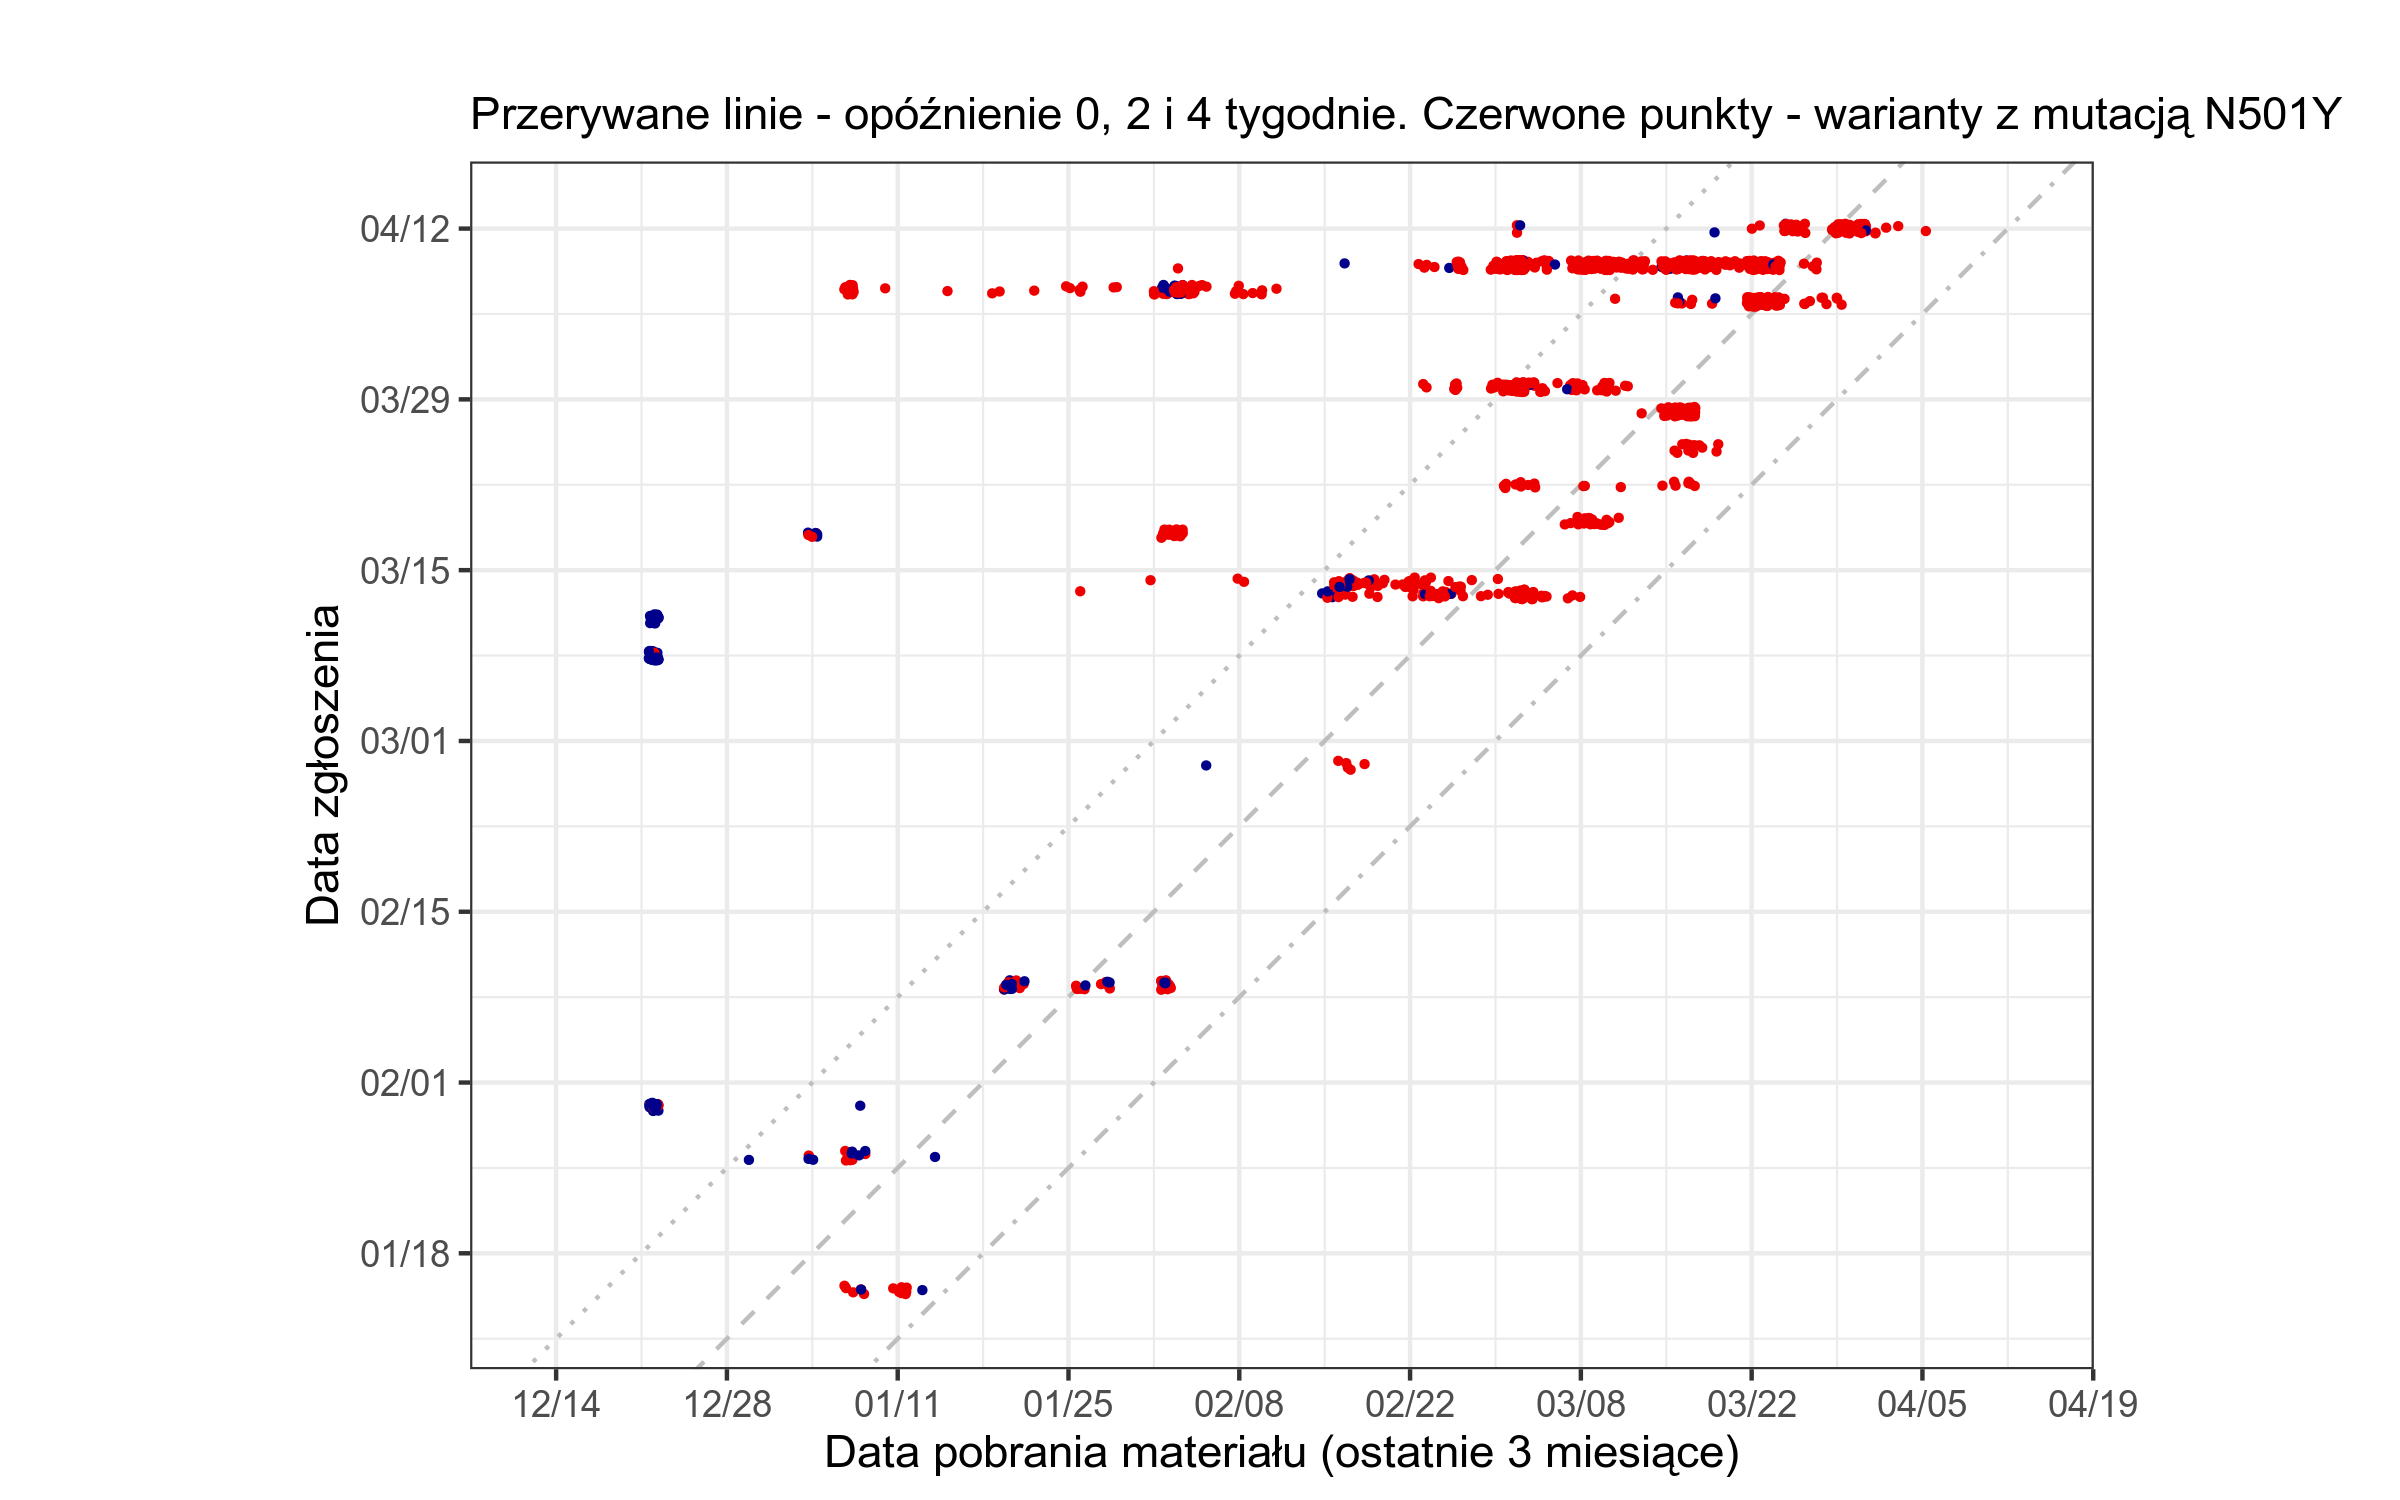 Przerywane linie - opóźnienie 0, 2 i 4 tygodnie. Czerwone punkty - warianty z mutacją N501Y
Data zgłoszenia
04/12
03/29
03/15
03/01
02/15
02/01
01/18
12/14 12/28 01/11 01/25 02/08 02/22 03/08 03/22 04/05 04/19
Data pobrania materiału (ostatnie 3 miesiące)